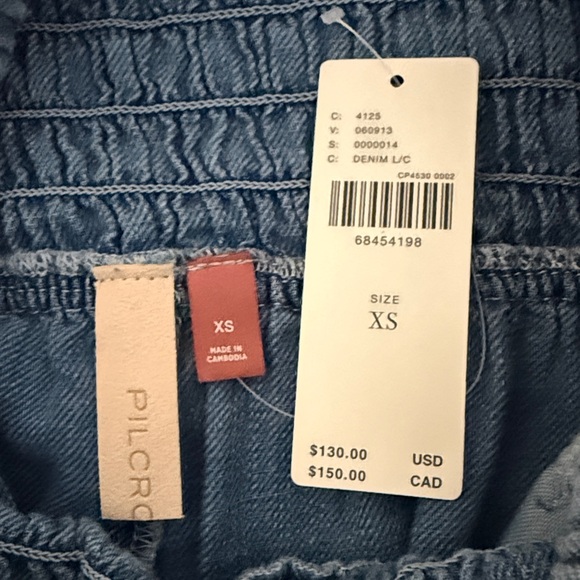 C: 4125
V: 060913
S: 0000014
C: DENIM L/C
CP4530 0002
68454198
SIZE
XS
$130.00 USD
$150.00 CAD
XS
MADE IN
CAMBODIA
PILCRO